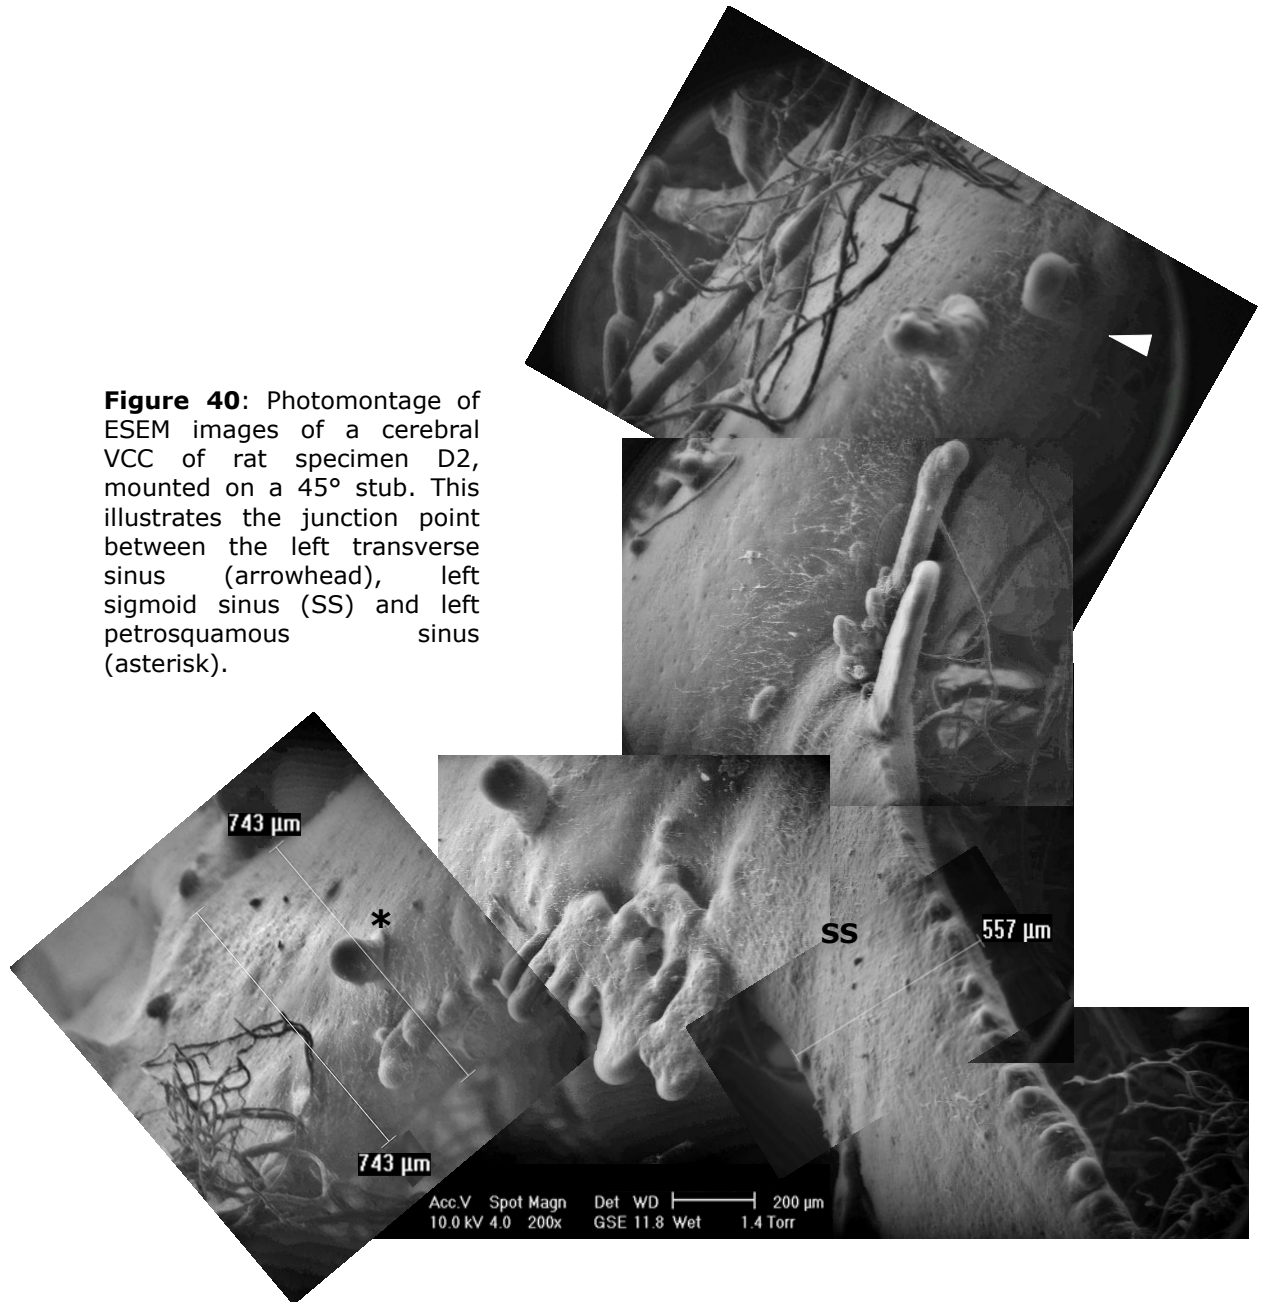 Figure 40: Photomontage of
ESEM images of a cerebral
VCC of rat specimen D2,
mounted on a 45° stub. This
illustrates the junction point
between the left transverse
sinus (arrowhead), left
sigmoid sinus (SS) and left
petrosquamous sinus
(asterisk).
743 µm
*
SS
557 µm
743 µm
Acc.V Spot Magn Det WD 200 µm
10.0 kV 4.0 200x GSE 11.8 Wet 1.4 Torr